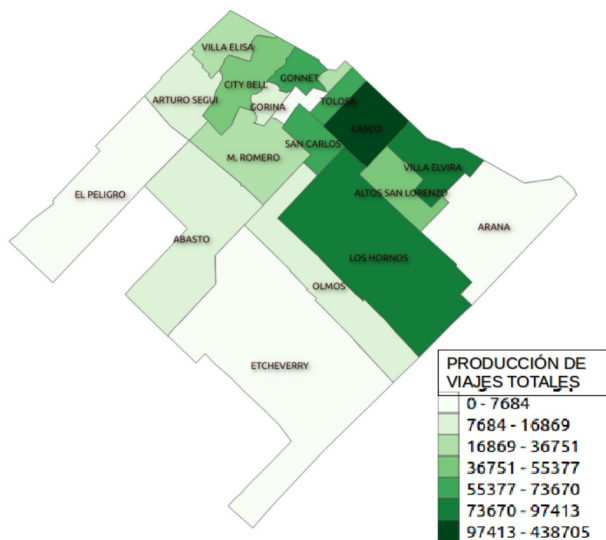 VILLA ELISA
CITY BELL
GONNET
ARTURO SEGUI
GORINA
TOLOSA
CASCO
SAN CARLOS
M. ROMERO
VILLA ELVIRA
EL PELIGRO
ALTOS SAN LORENZO
ARANA
ABASTO
LOS HORNOS
OLMOS
ETCHEVERRY
PRODUCCIÓN DE
VIAJES TOTALES
0 - 7684
7684 - 16869
16869 - 36751
36751 - 55377
55377 - 73670
73670 - 97413
97413 - 438705